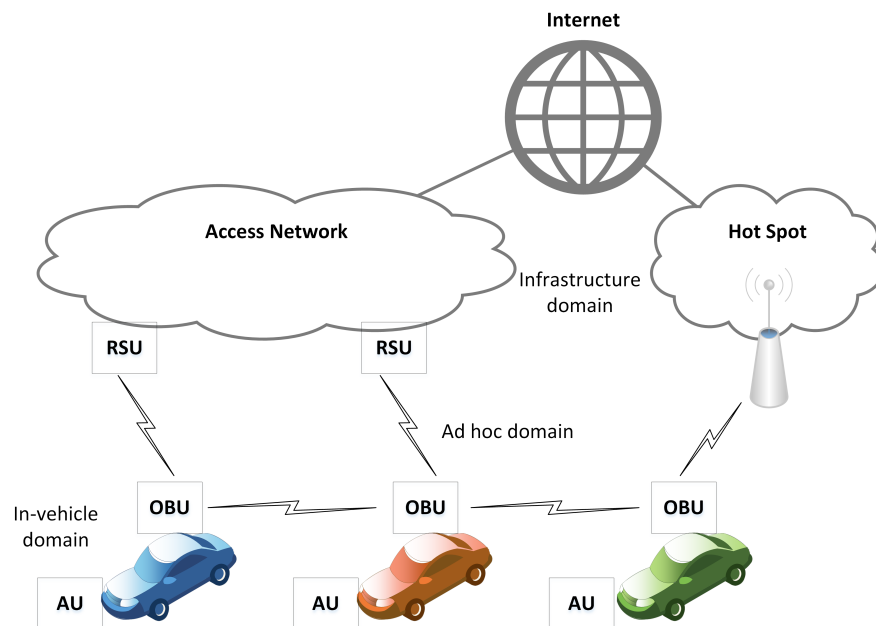 Internet
Access Network
Hot Spot
Infrastructure
domain
RSU
RSU
Ad hoc domain
OBU
OBU
OBU
In-vehicle
domain
AU
AU
AU